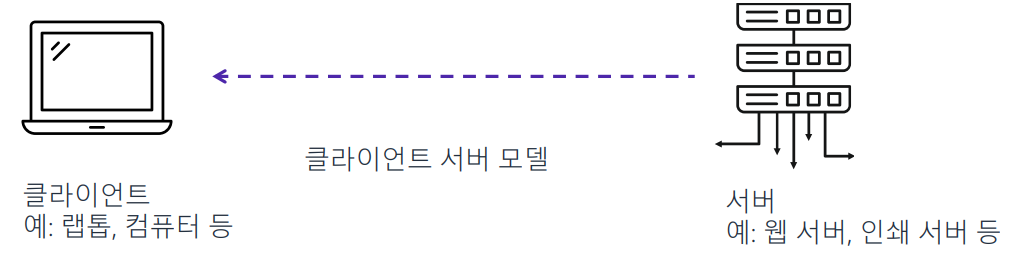 클라이언트 서버 모델
클라이언트
예: 랩톱, 컴퓨터 등
서버
예: 웹 서버, 인쇄 서버 등